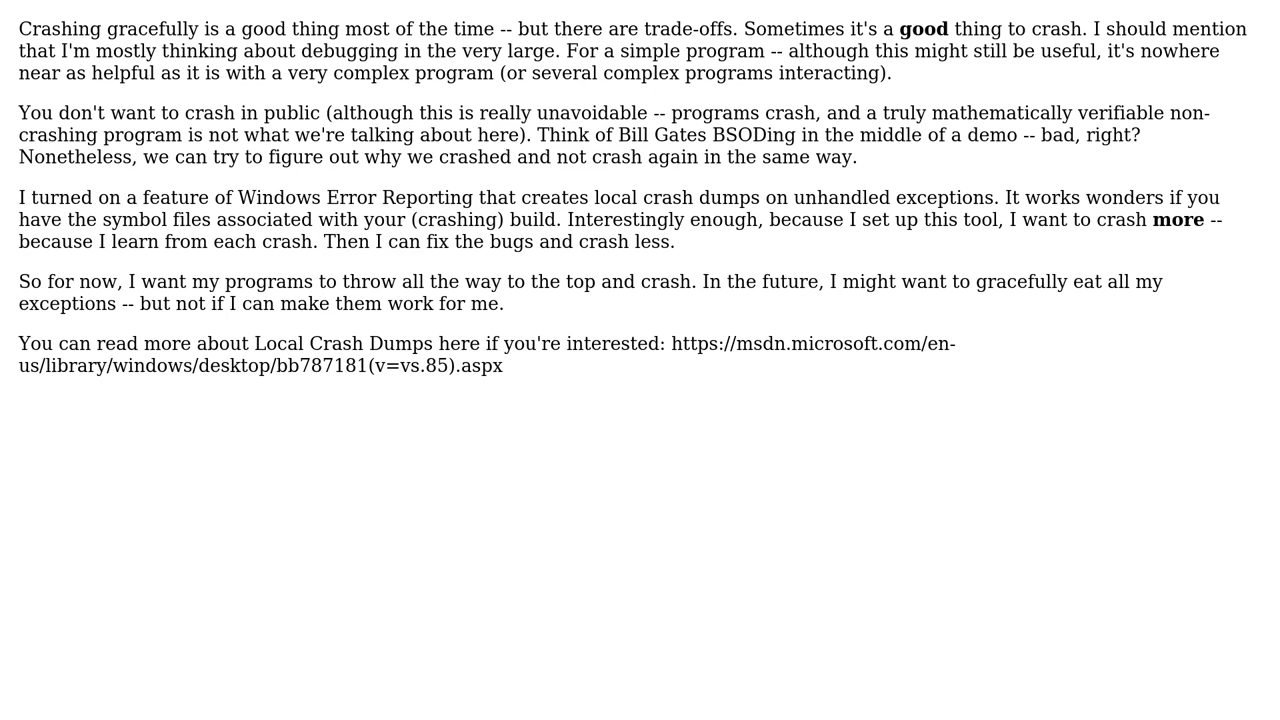 Crashing gracefully is a good thing most of the time -- but there are trade-offs. Sometimes it's a good thing to crash. I should mention
that I'm mostly thinking about debugging in the very large. For a simple program -- although this might still be useful, it's nowhere
near as helpful as it is with a very complex program (or several complex programs interacting).
You don't want to crash in public (although this is really unavoidable -- programs crash, and a truly mathematically verifiable non-
crashing program is not what we're talking about here). Think of Bill Gates BSODing in the middle of a demo -- bad, right?
Nonetheless, we can try to figure out why we crashed and not crash again in the same way.
I turned on a feature of Windows Error Reporting that creates local crash dumps on unhandled exceptions. It works wonders if you
have the symbol files associated with your (crashing) build. Interestingly enough, because I set up this tool, I want to crash more --
because I learn from each crash. Then I can fix the bugs and crash less.
So for now, I want my programs to throw all the way to the top and crash. In the future, I might want to gracefully eat all my
exceptions -- but not if I can make them work for me.
You can read more about Local Crash Dumps here if you're interested: https://msdn.microsoft.com/en-
us/library/windows/desktop/bb787181(v=vs.85).aspx